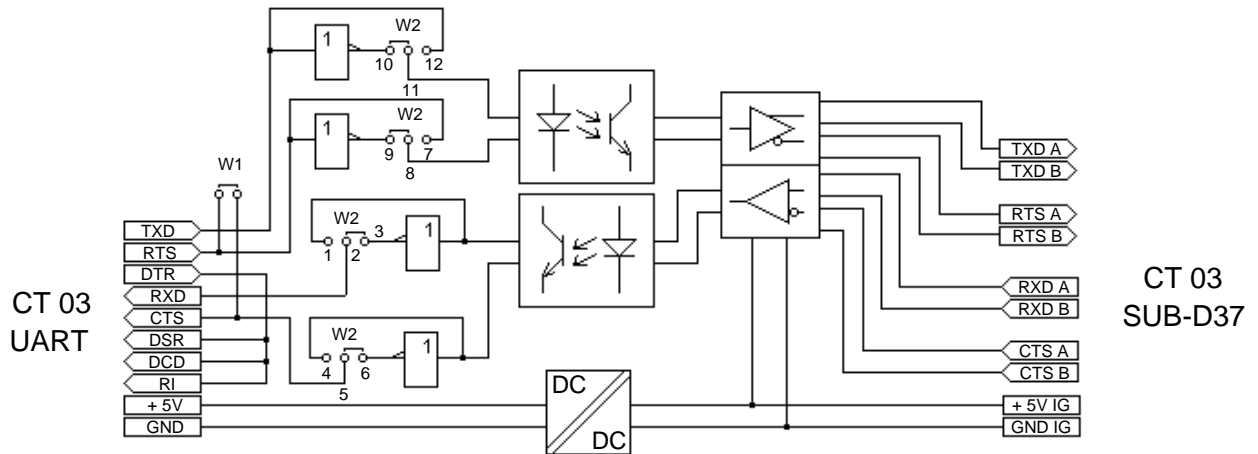 W2
1
10
12
11
W2
1
9
7
8
W1
TXD
RTS
DTR
RXD
CTS
DSR
DCD
RI
+ 5V
GND
CT 03
UART
W2
3
1
1
2
W2
1
4
6
5
DC
DC
TXD A
TXD B
RTS A
RTS B
RXD A
RXD B
CTS A
CTS B
+ 5V IG
GND IG
CT 03
SUB-D37